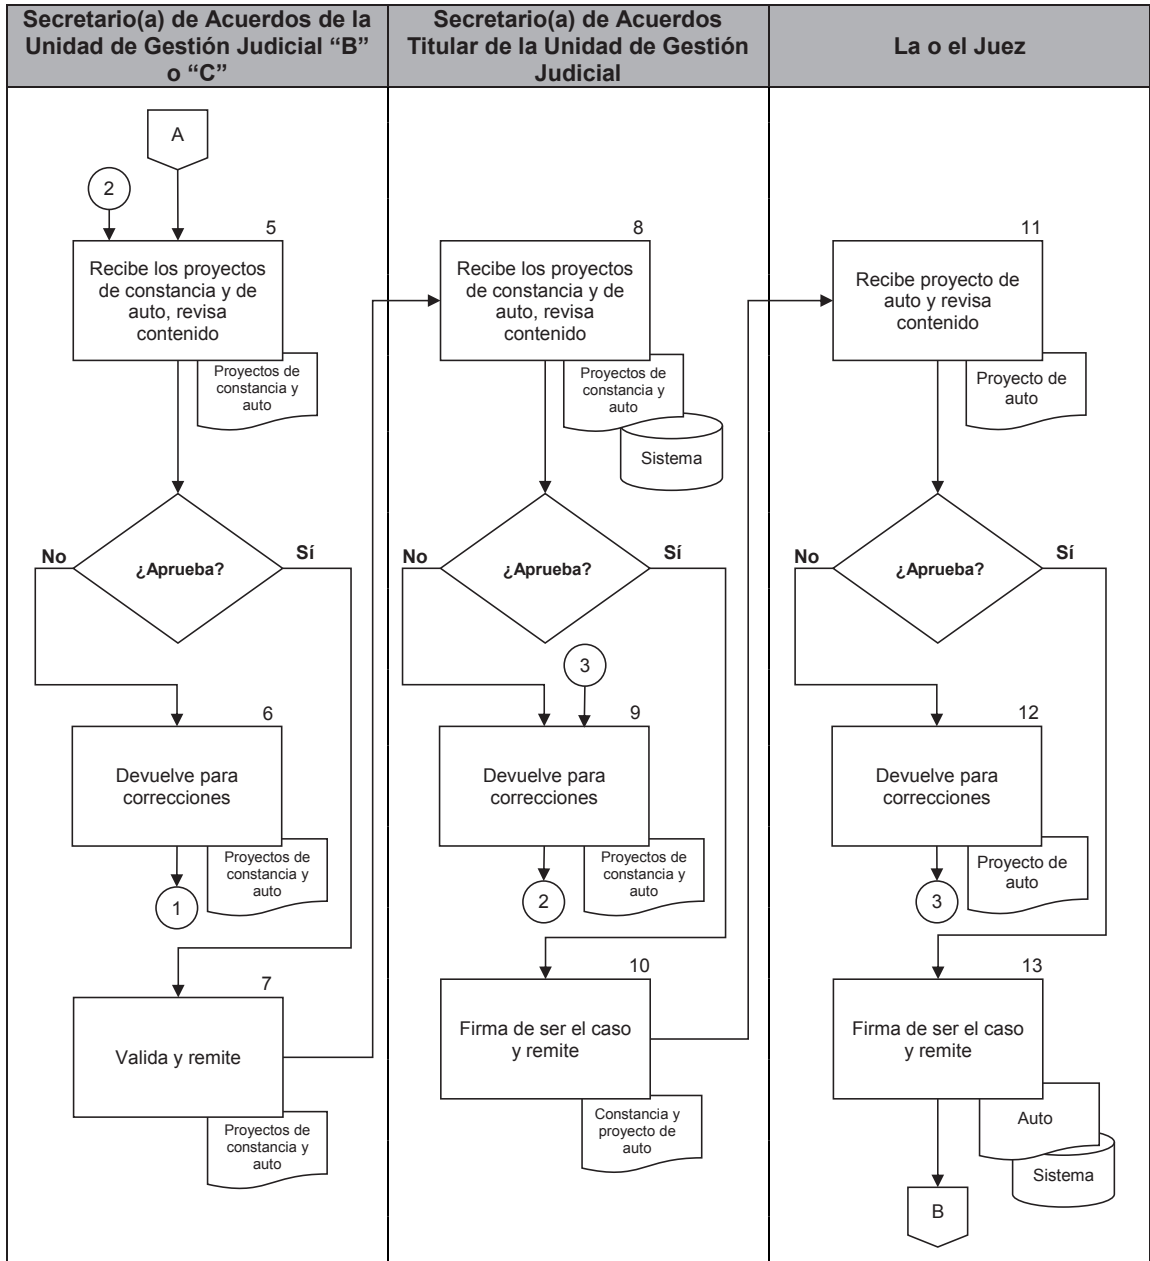 Secretario(a) de Acuerdos de la
Unidad de Gestión Judicial “B”
o “C”
Secretario(a) de Acuerdos
Titular de la Unidad de Gestión
Judicial
La o el Juez
A
2
5
Recibe los proyectos
de constancia y de
auto, revisa
contenido
Proyectos de
constancia y
auto
¿Aprueba?
No
Sí
6
Devuelve para
correcciones
Proyectos de
constancia y
auto
1
7
Valida y remite
Proyectos de
constancia y
auto
8
Recibe los proyectos
de constancia y de
auto, revisa
contenido
Proyectos de
constancia y
auto
Sistema
¿Aprueba?
No
Sí
3
9
Devuelve para
correcciones
Proyectos de
constancia y
auto
2
10
Firma de ser el caso
y remite
Constancia y
proyecto de
auto
11
Recibe proyecto de
auto y revisa
contenido
Proyecto de
auto
¿Aprueba?
No
Sí
12
Devuelve para
correcciones
Proyecto de
auto
3
13
Firma de ser el caso
y remite
Auto
Sistema
B